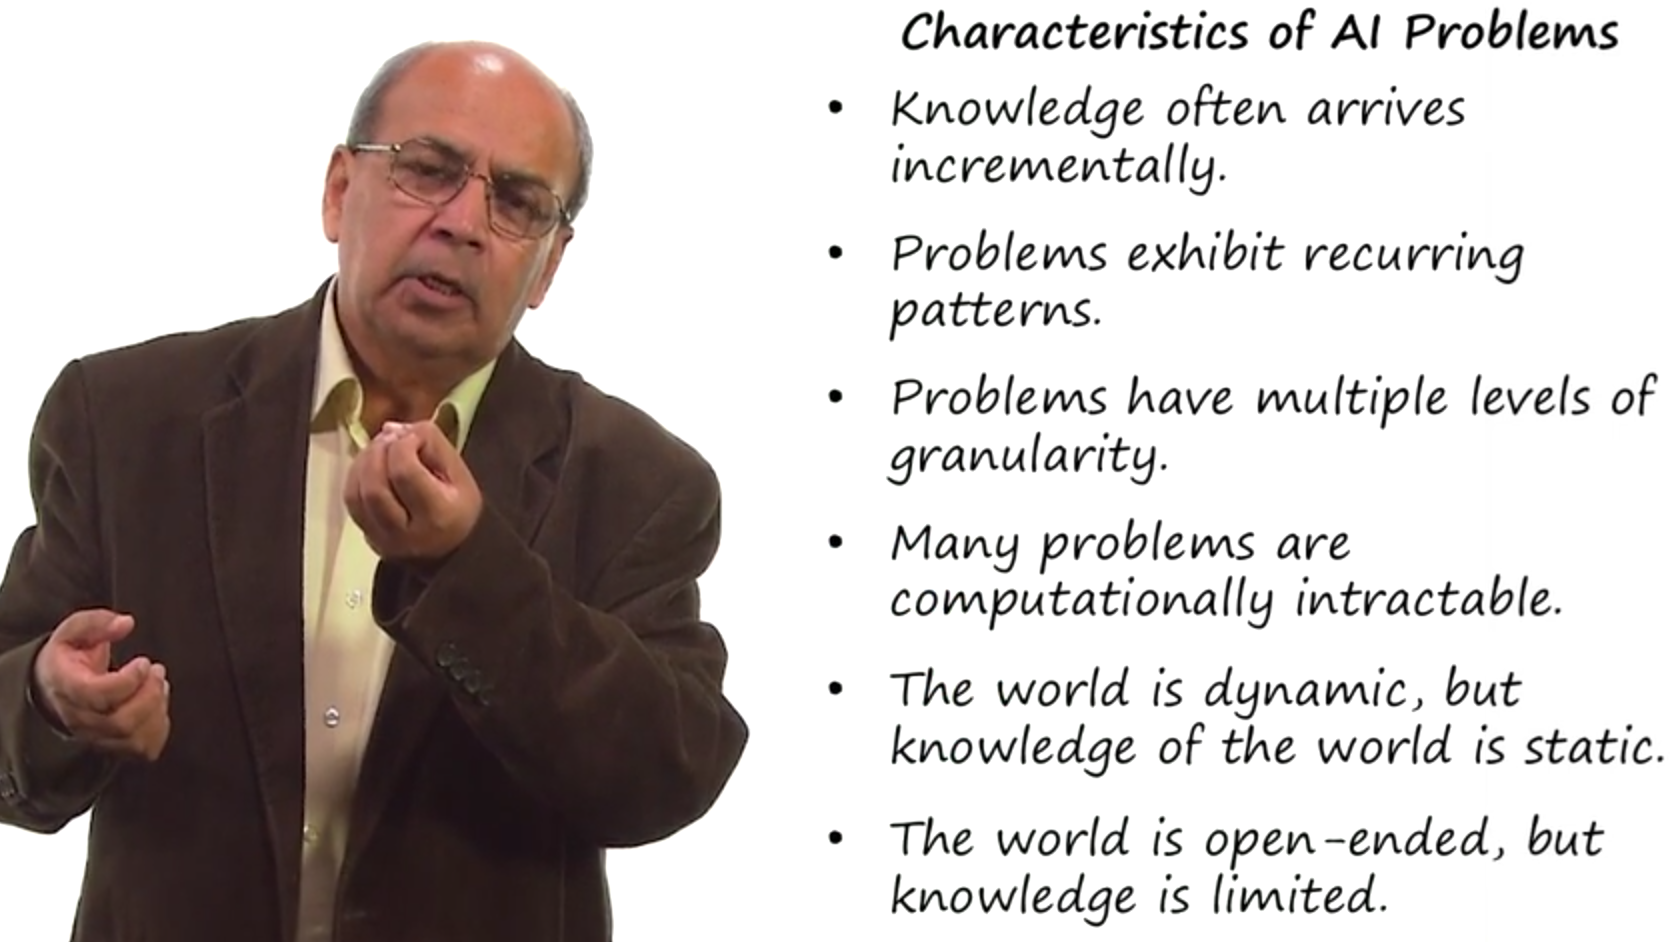 Characteristics of AI Problems
• Knowledge often arrives
incrementally.
• Problems exhibit recurring
patterns.
• Problems have multiple levels of
granularity.
• Many problems are
computationally intractable.
• The world is dynamic, but
knowledge of the world is static.
• The world is open-ended, but
knowledge is limited.